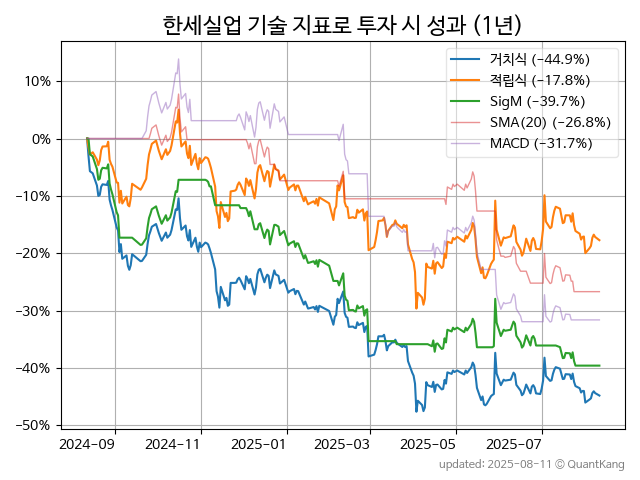 한세실업 기술 지표로 투자 시 성과 (1년)
거치식 (−44.9%)
적립식 (−17.8%)
SigM (−39.7%)
SMA(20) (−26.8%)
MACD (−31.7%)
10%
0%
−10%
−20%
−30%
−40%
−50%
2024-09 2024-11 2025-01 2025-03 2025-05 2025-07
updated: 2025-08-11 © QuantKang